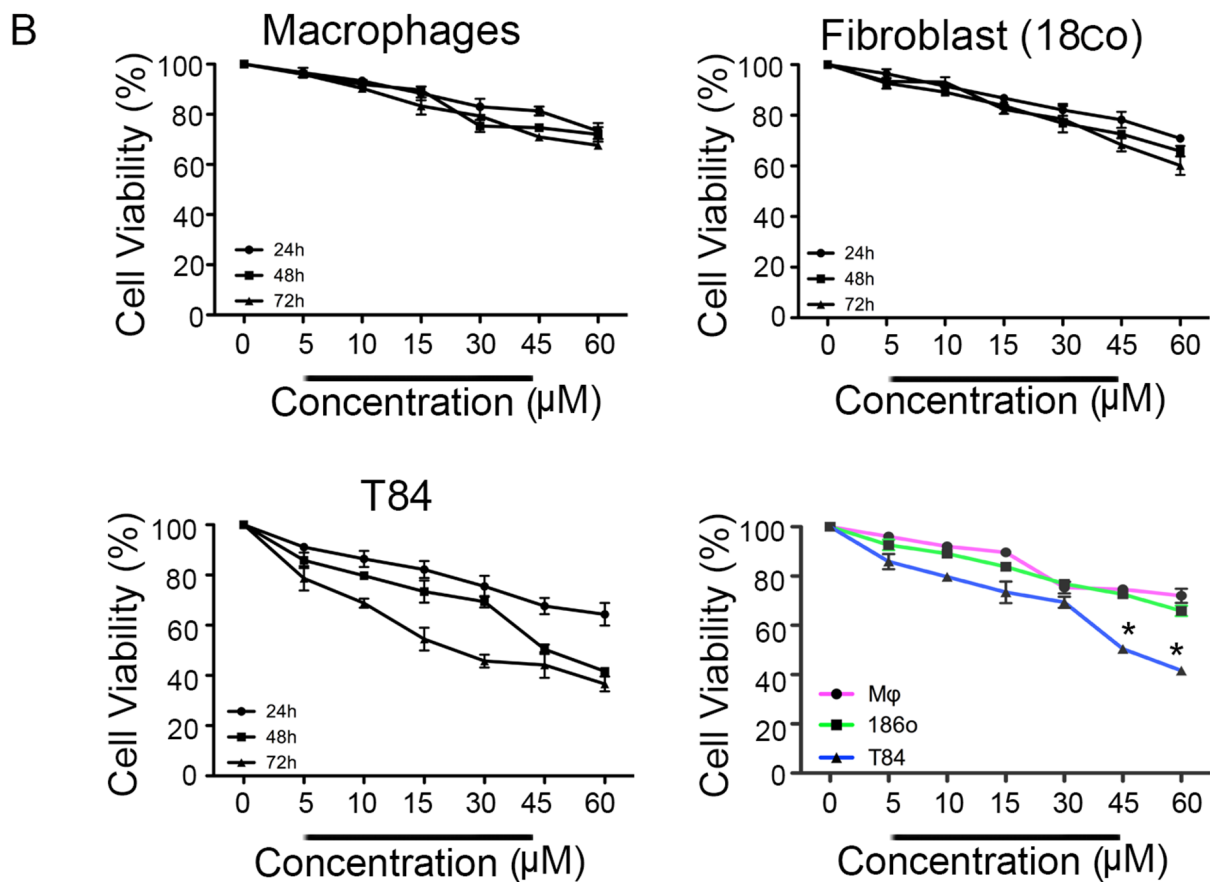 B
Macrophages
Cell Viability (%)
100
80
60
40
20
0
24h
48h
72h
0 5 10 15 30 45 60
Concentration (µM)
Fibroblast (18co)
Cell Viability (%)
100
80
60
40
20
0
24h
48h
72h
0 5 10 15 30 45 60
Concentration (µM)
T84
Cell Viability (%)
100
80
60
40
20
0
24h
48h
72h
0 5 10 15 30 45 60
Concentration (µM)
Cell Viability (%)
100
80
60
40
20
0
* *
Mφ
186o
T84
0 5 10 15 30 45 60
Concentration (µM)